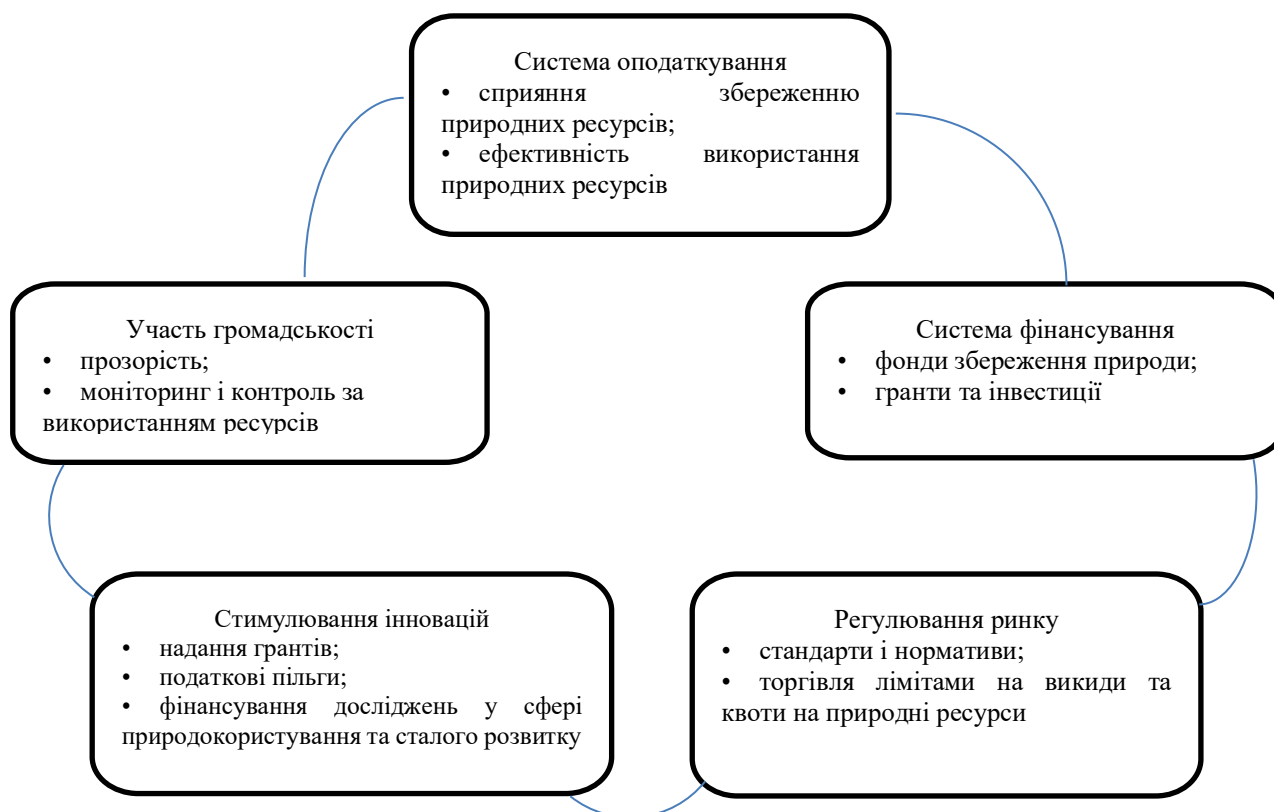 Система оподаткування
• сприяння збереженню
природних ресурсів;
• ефективність використання
природних ресурсів
Участь громадськості
• прозорість;
• моніторинг і контроль за
використанням ресурсів
Система фінансування
• фонди збереження природи;
• гранти та інвестиції
Стимулювання інновацій
• надання грантів;
• податкові пільги;
• фінансування досліджень у сфері
природокористування та сталого розвитку
Регулювання ринку
• стандарти і нормативи;
• торгівля лімітами на викиди та
квоти на природні ресурси